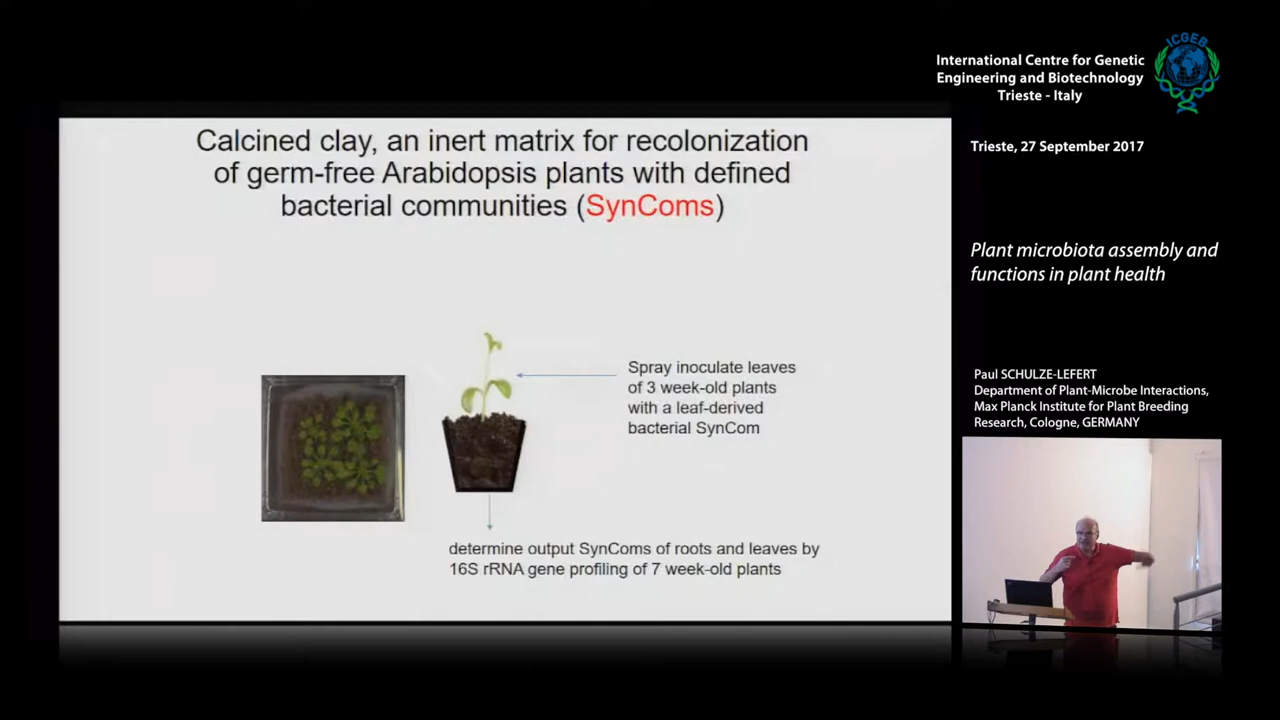 ICGEB
International Centre for Genetic
Engineering and Biotechnology
Trieste - Italy
Trieste, 27 September 2017
Plant microbiota assembly and
functions in plant health
Paul SCHULZE-LEFERT
Department of Plant-Microbe Interactions,
Max Planck Institute for Plant Breeding
Research, Cologne, GERMANY
Calcined clay, an inert matrix for recolonization
of germ-free Arabidopsis plants with defined
bacterial communities (SynComs)
Spray inoculate leaves
of 3 week-old plants
with a leaf-derived
bacterial SynCom
determine output SynComs of roots and leaves by
16S rRNA gene profiling of 7 week-old plants